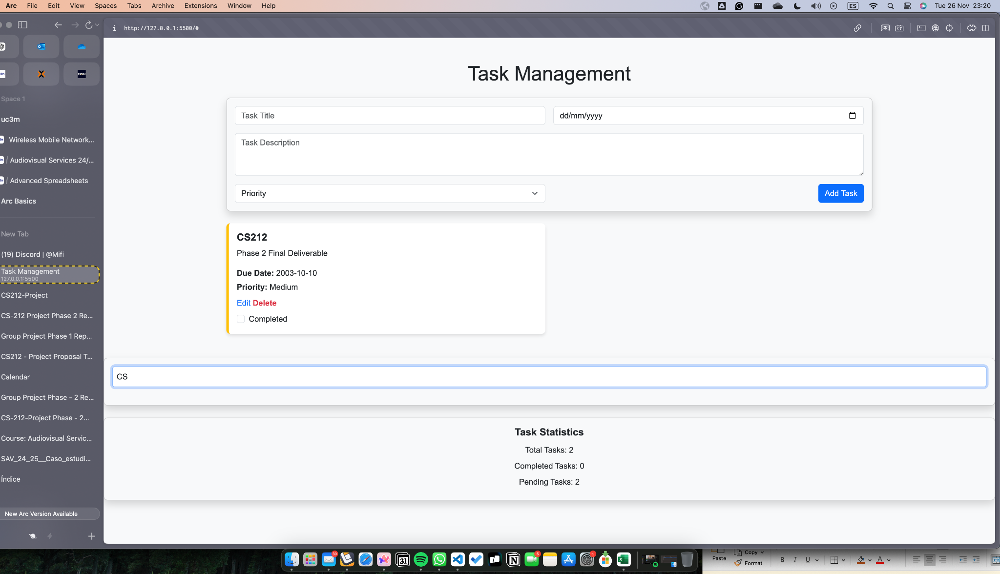 Arc File Edit View Spaces Tabs Archive Extensions Window Help
ES Tue 26 Nov 23:20
http://127.0.0.1:5500/#
Space 1
uc3m
Wireless Mobile Network...
/ Audiovisual Services 24/...
/ Advanced Spreadsheets
Arc Basics
New Tab
(19) Discord | @Mifi
Task Management
127.0.0.1:5500
CS212-Project
CS-212 Project Phase 2 Re...
Group Project Phase 1 Rep...
CS212 - Project Proposal T...
Calendar
Group Project Phase - 2 Re...
CS-212-Project Phase - 2...
Course: Audiovisual Servic...
SAV_24_25__Caso_estudi...
Índice
New Arc Version Available
Task Management
Task Title
dd/mm/yyyy
Task Description
Priority
Add Task
CS212
Phase 2 Final Deliverable
Due Date: 2003-10-10
Priority: Medium
Edit Delete
Completed
CS
Task Statistics
Total Tasks: 2
Completed Tasks: 0
Pending Tasks: 2
30
31
5
1
Paste
Copy
Format
B I U
A